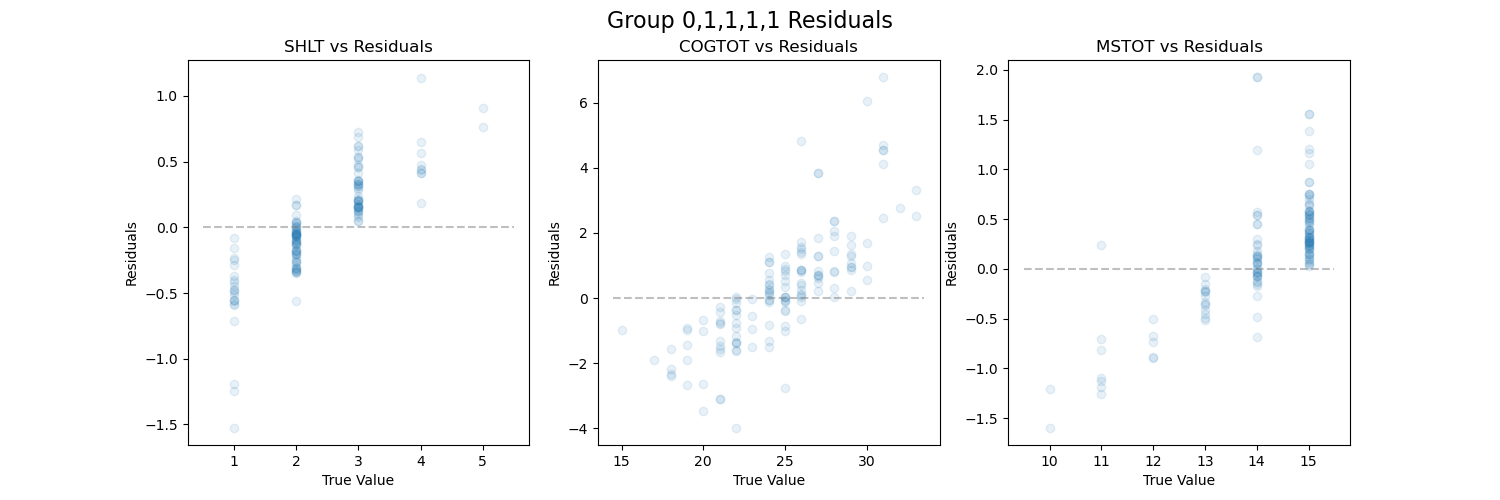 Group 0,1,1,1,1 Residuals
SHLT vs Residuals
1.0
0.5
0.0
−0.5
−1.0
−1.5
Residuals
1 2 3 4 5
True Value
COGTOT vs Residuals
6
4
2
0
−2
−4
Residuals
15 20 25 30
True Value
MSTOT vs Residuals
2.0
1.5
1.0
0.5
0.0
−0.5
−1.0
−1.5
Residuals
10 11 12 13 14 15
True Value